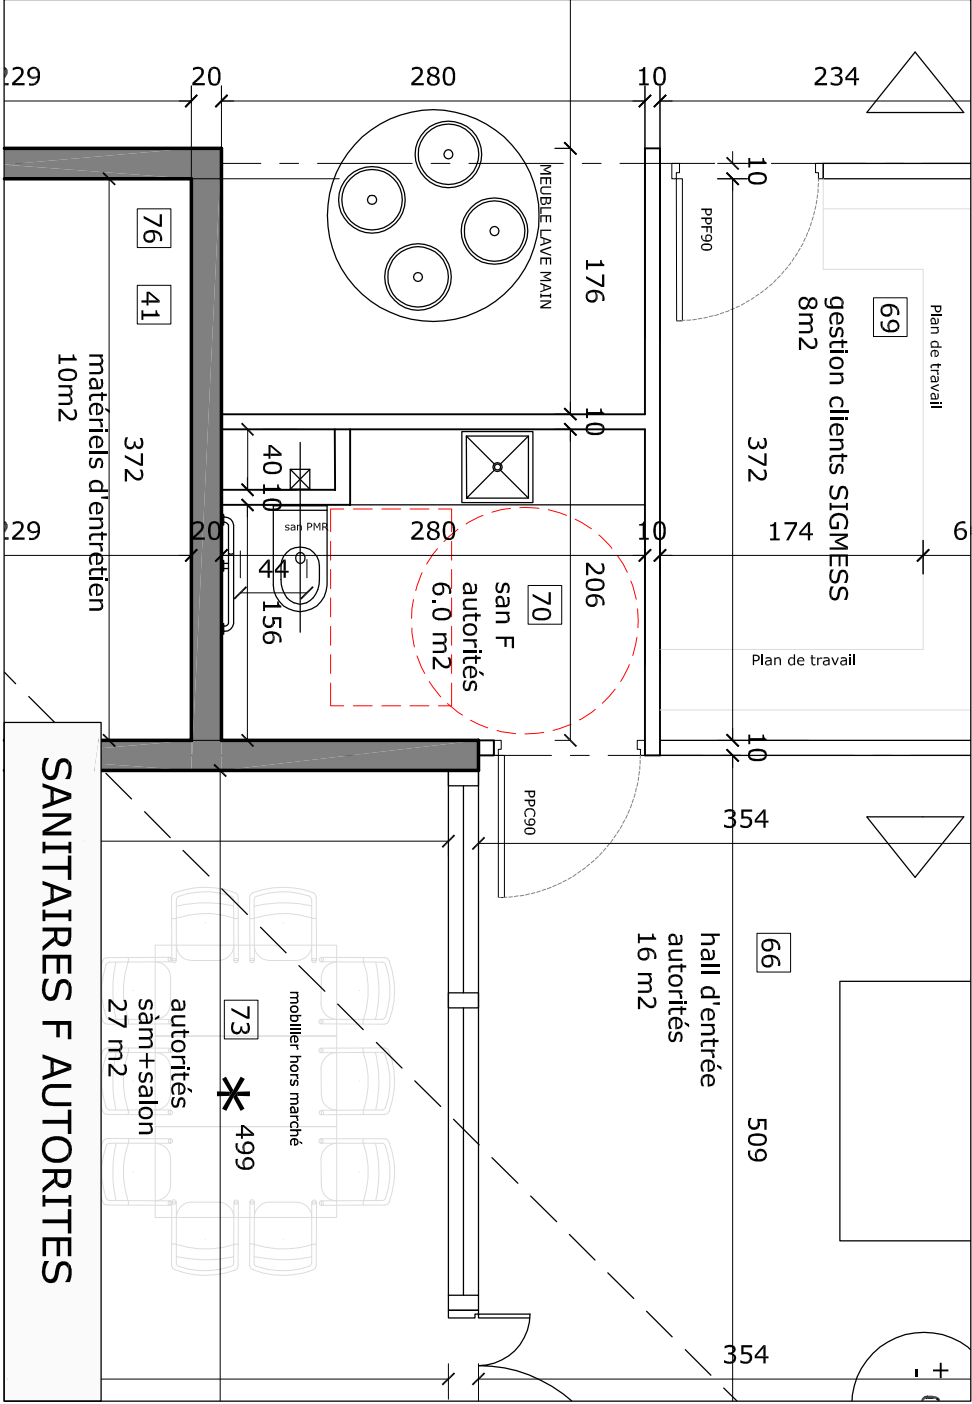 229
20
280
10
234
10
PPF90
MEUBLE LAVE MAIN
176
69
gestion clients SIGMESS
8m2
Plan de travail
76
41
matériels d'entretien
10m2
372
10
40
10
372
229
20
san PMR
280
10
174
6
44
156
70
san F
autorités
6.0 m2
206
Plan de travail
10
PPC90
354
SANITAIRES F AUTORITES
66
hall d'entrée
autorités
16 m2
73
autorités
sàm+salon
27 m2
mobilier hors marché
499
509
354
+
-